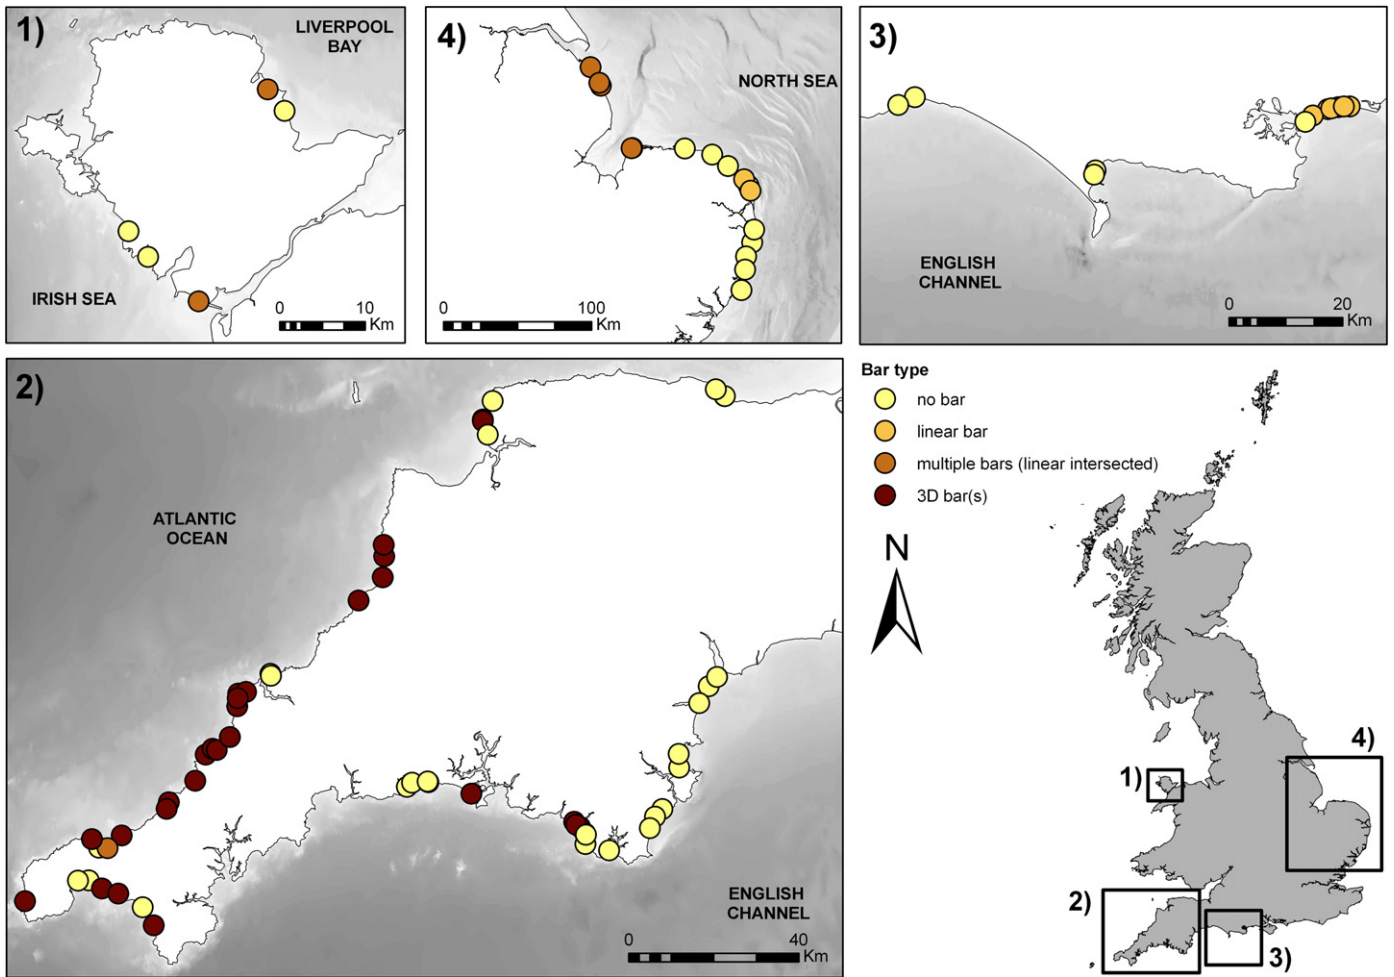 1)
LIVERPOOL
BAY
IRISH SEA
0 10
Km
4)
NORTH SEA
0 100
Km
3)
ENGLISH
CHANNEL
0 20
Km
2)
ATLANTIC
OCEAN
ENGLISH
CHANNEL
0 40
Km
Bar type
no bar
linear bar
multiple bars (linear intersected)
3D bar(s)
N
1)
4)
2)
3)